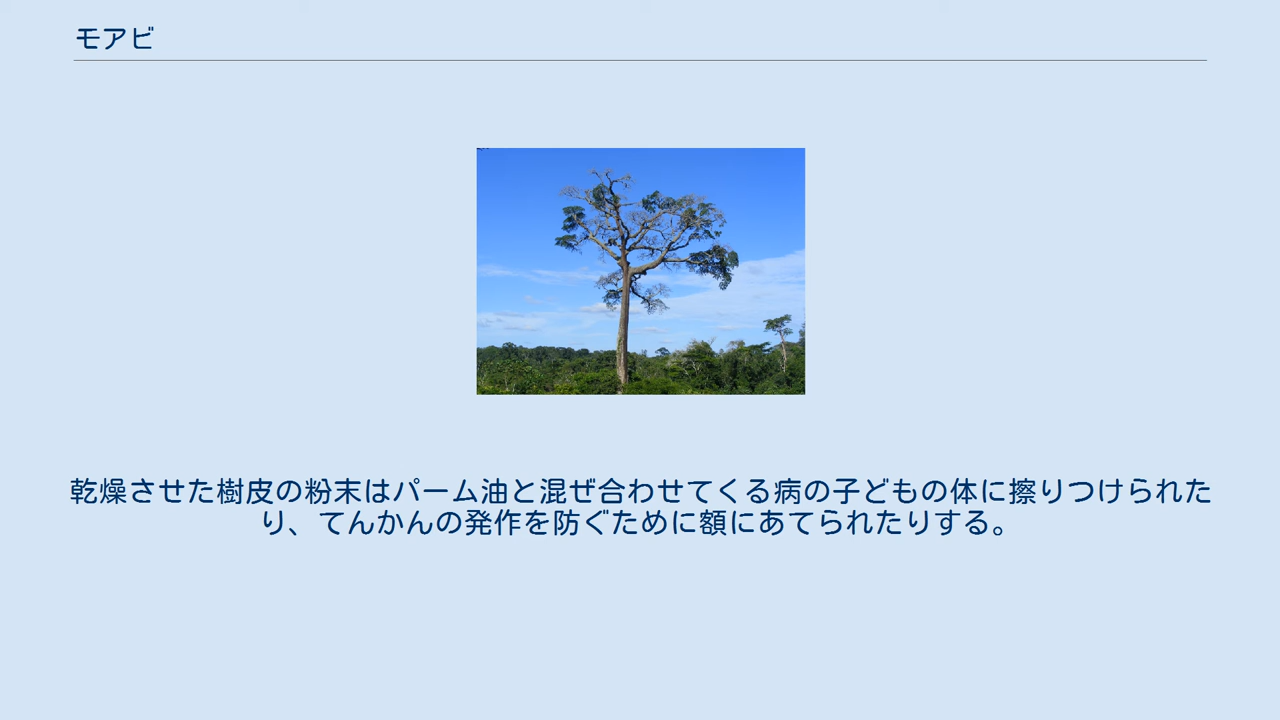 モアビ
乾燥させた樹皮の粉末はパーム油と混ぜ合わせてくる病の子どもの体に擦りつけられた
り、てんかんの発作を防ぐために額にあてられたりする。